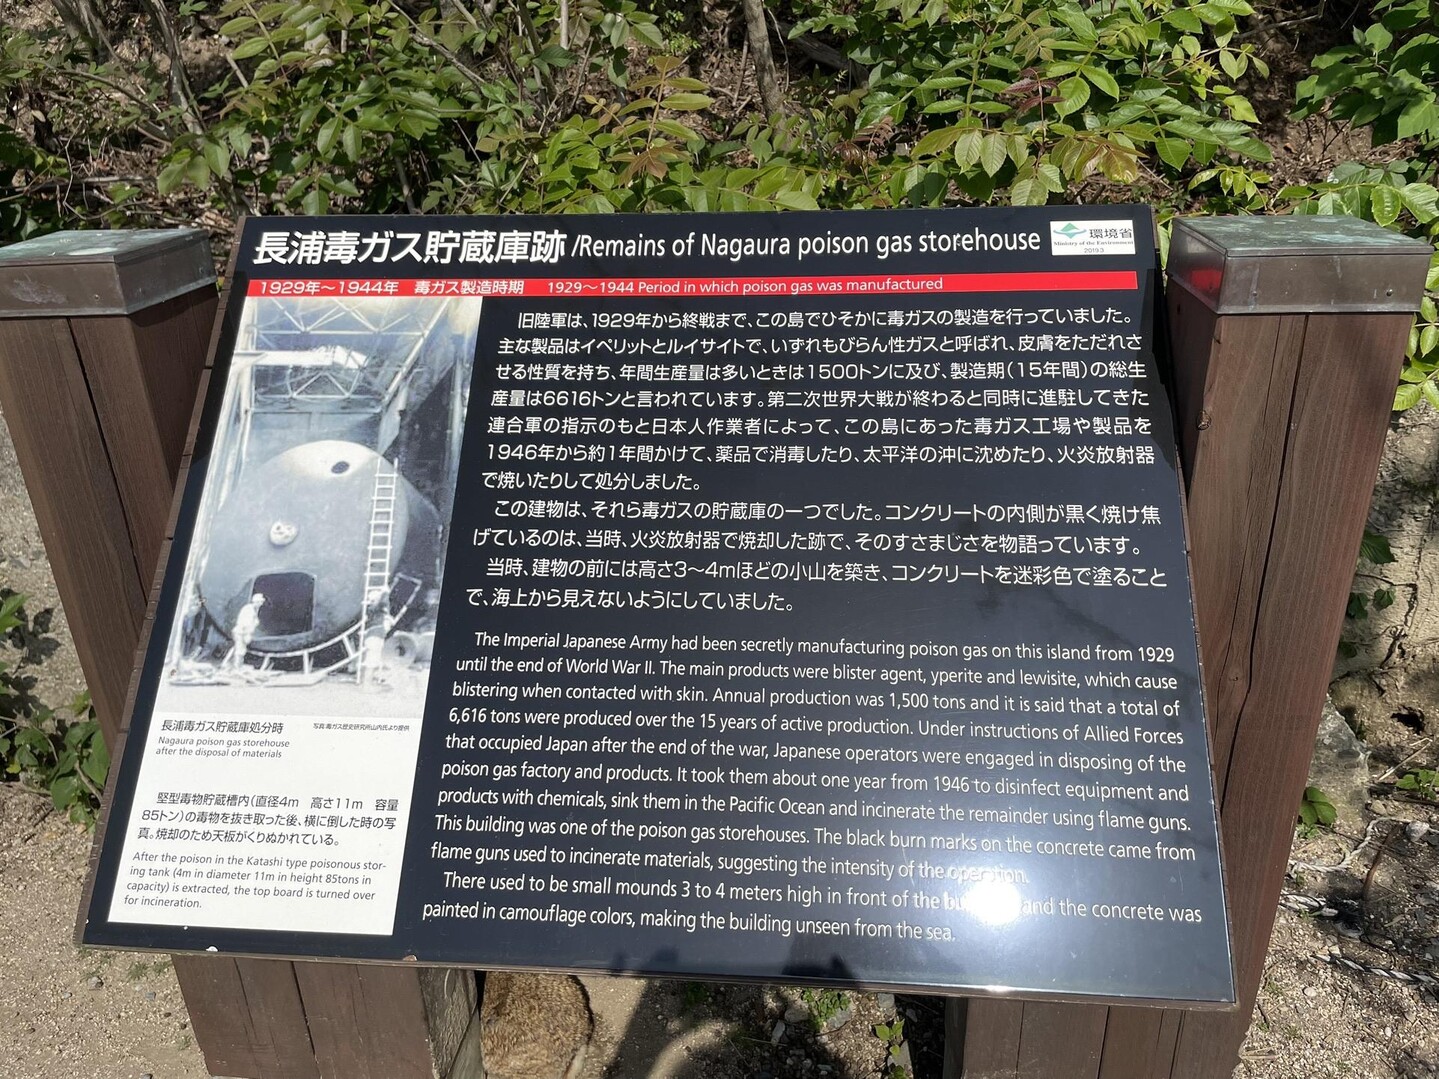 長浦毒ガス貯蔵庫跡/Remains of Nagaura poison gas storehouse
環境省
Ministry of the Environment
2019.3
1929年～1944年 毒ガス製造時期 1929～1944 Period in which poison gas was manufactured
旧陸軍は、1929年から終戦まで、この島でひそかに毒ガスの製造を行っていました。
主な製品はイペリットとルイサイトで、いずれもびらん性ガスと呼ばれ、皮膚をただれさ
せる性質を持ち、年間生産量は多いときは1500トンに及び、製造期(15年間)の総生
産量は6616トンと言われています。第二次世界大戦が終わると同時に進駐してきた
連合軍の指示のもと日本人作業者によって、この島にあった毒ガス工場や製品を
1946年から約1年間かけて、薬品で消毒したり、太平洋の沖に沈めたり、火炎放射器
で焼いたりして処分しました。
この建物は、それら毒ガスの貯蔵庫の一つでした。コンクリートの内側が黒く焼け焦
げているのは、当時、火炎放射器で焼却した跡で、そのすさまじさを物語っています。
当時、建物の前には高さ3～4mほどの小山を築き、コンクリートを迷彩色で塗ること
で、海上から見えないようにしていました。
The Imperial Japanese Army had been secretly manufacturing poison gas on this island from 1929
until the end of World War II. The main products were blister agent, yperite and lewisite, which cause
blistering when contacted with skin. Annual production was 1,500 tons and it is said that a total of
6,616 tons were produced over the 15 years of active production. Under instructions of Allied Forces
that occupied Japan after the end of the war, Japanese operators were engaged in disposing of the
poison gas factory and products. It took them about one year from 1946 to disinfect equipment and
products with chemicals, sink them in the Pacific Ocean and incinerate the remainder using flame guns.
This building was one of the poison gas storehouses. The black burn marks on the concrete came from
flame guns used to incinerate materials, suggesting the intensity of the operation.
There used to be small mounds 3 to 4 meters high in front of the and the concrete was
painted in camouflage colors, making the building unseen from the sea.
長浦毒ガス貯蔵庫処分時
写真:毒ガス歴史研究所山内氏より提供
Nagaura poison gas storehouse
after the disposal of materials
堅型毒物貯蔵槽内(直径4m 高さ11m 容量
85トン)の毒物を抜き取った後、横に倒した時の写
真。焼却のため天板がくりぬかれている。
After the poison in the Katashi type poisonous stor-
ing tank (4m in diameter 11m in height 85tons in
capacity) is extracted, the top board is turned over
for incineration.